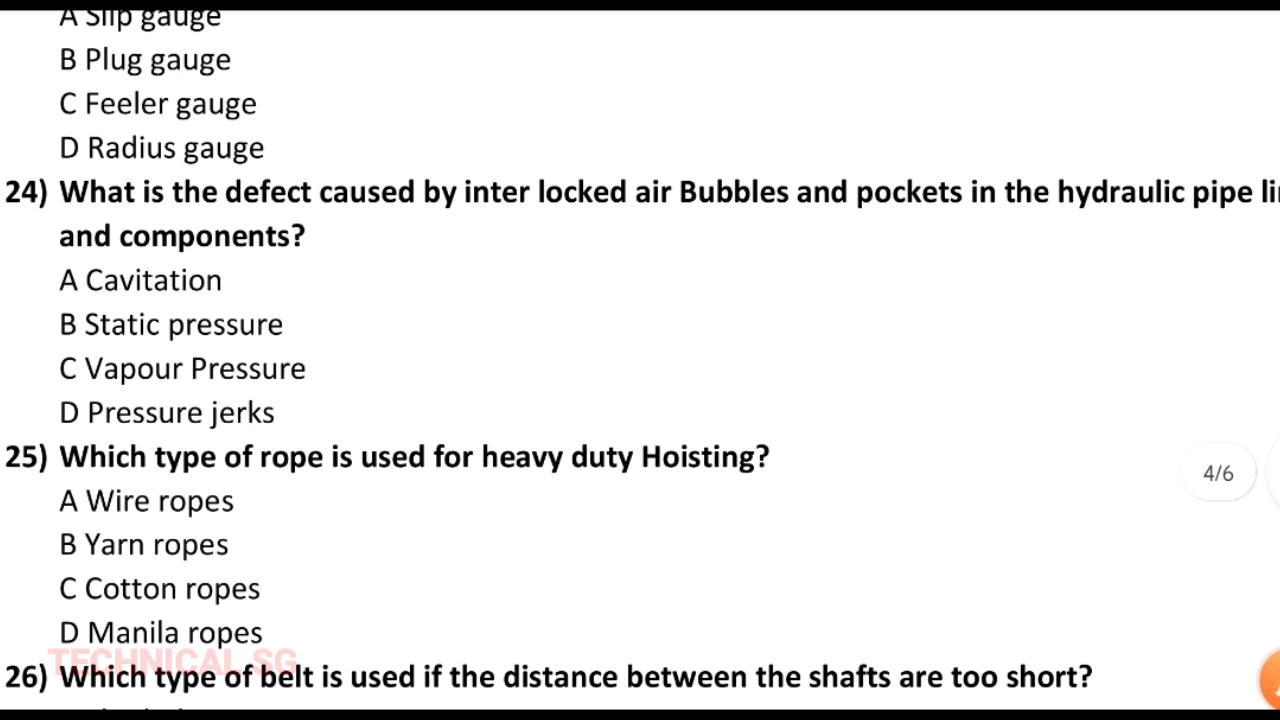 A Slip gauge
B Plug gauge
C Feeler gauge
D Radius gauge
24) What is the defect caused by inter locked air Bubbles and pockets in the hydraulic pipe
and components?
A Cavitation
B Static pressure
C Vapour Pressure
D Pressure jerks
25) Which type of rope is used for heavy duty Hoisting?
4/6
A Wire ropes
B Yarn ropes
C Cotton ropes
D Manila ropes
TECHNICAL SG
26) Which type of belt is used if the distance between the shafts are too short?